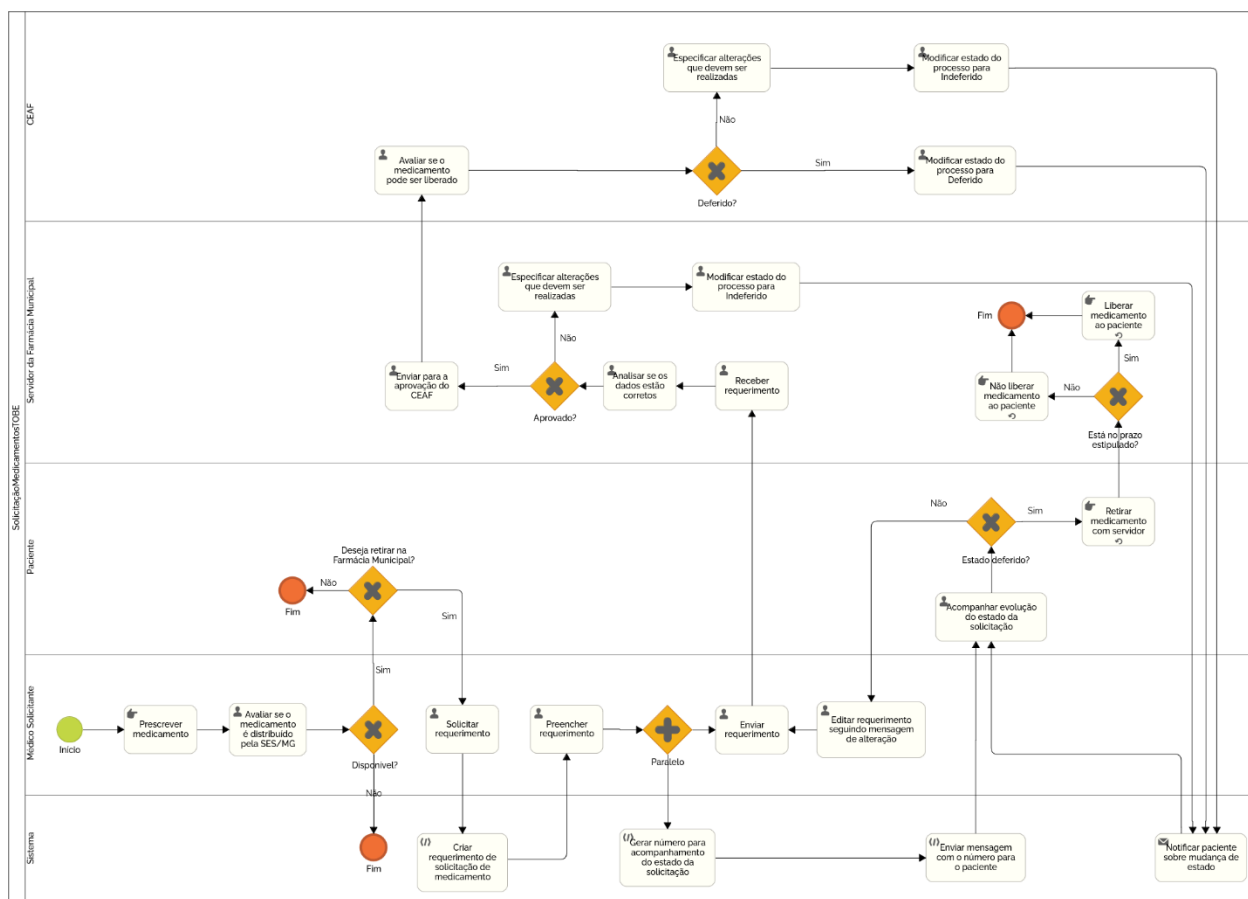 SolicitaçãoMedicamentosTOBE
CEAF
Especificar alterações
que devem ser
realizadas
Modificar estado do
processo para
Indeferido
Não
Avaliar se o
medicamento
pode ser liberado
Sim
Modificar estado do
processo para
Deferido
Deferido?
Servidor da Farmácia Municipal
Especificar alterações
que devem ser
realizadas
Modificar estado do
processo para
Indeferido
Fim
Liberar
medicamento
ao paciente
Não
Sim
Enviar para a
aprovação do
CEAF
Sim
Analisar se os
dados estão
corretos
Receber
requerimento
Não liberar
medicamento
ao paciente
Não
Aprovado?
Está no prazo
estipulado?
Paciente
Não
Sim
Retirar
medicamento
com servidor
Estado deferido?
Deseja retirar na
Farmácia Municipal?
Não
Fim
Sim
Acompanhar evolução
do estado da
solicitação
Médico Solicitante
Sim
Início
Prescrever
medicamento
Avaliar se o
medicamento
é distribuído
pela SES/MG
Disponível?
Solicitar
requerimento
Preencher
requerimento
Paralelo
Enviar
requerimento
Editar requerimento
seguindo mensagem
de alteração
Não
Sistema
Fim
Criar
requerimento de
solicitação de
medicamento
Gerar número para
acompanhamento
do estado da
solicitação
Enviar mensagem
com o número para
o paciente
Notificar paciente
sobre mudança de
estado